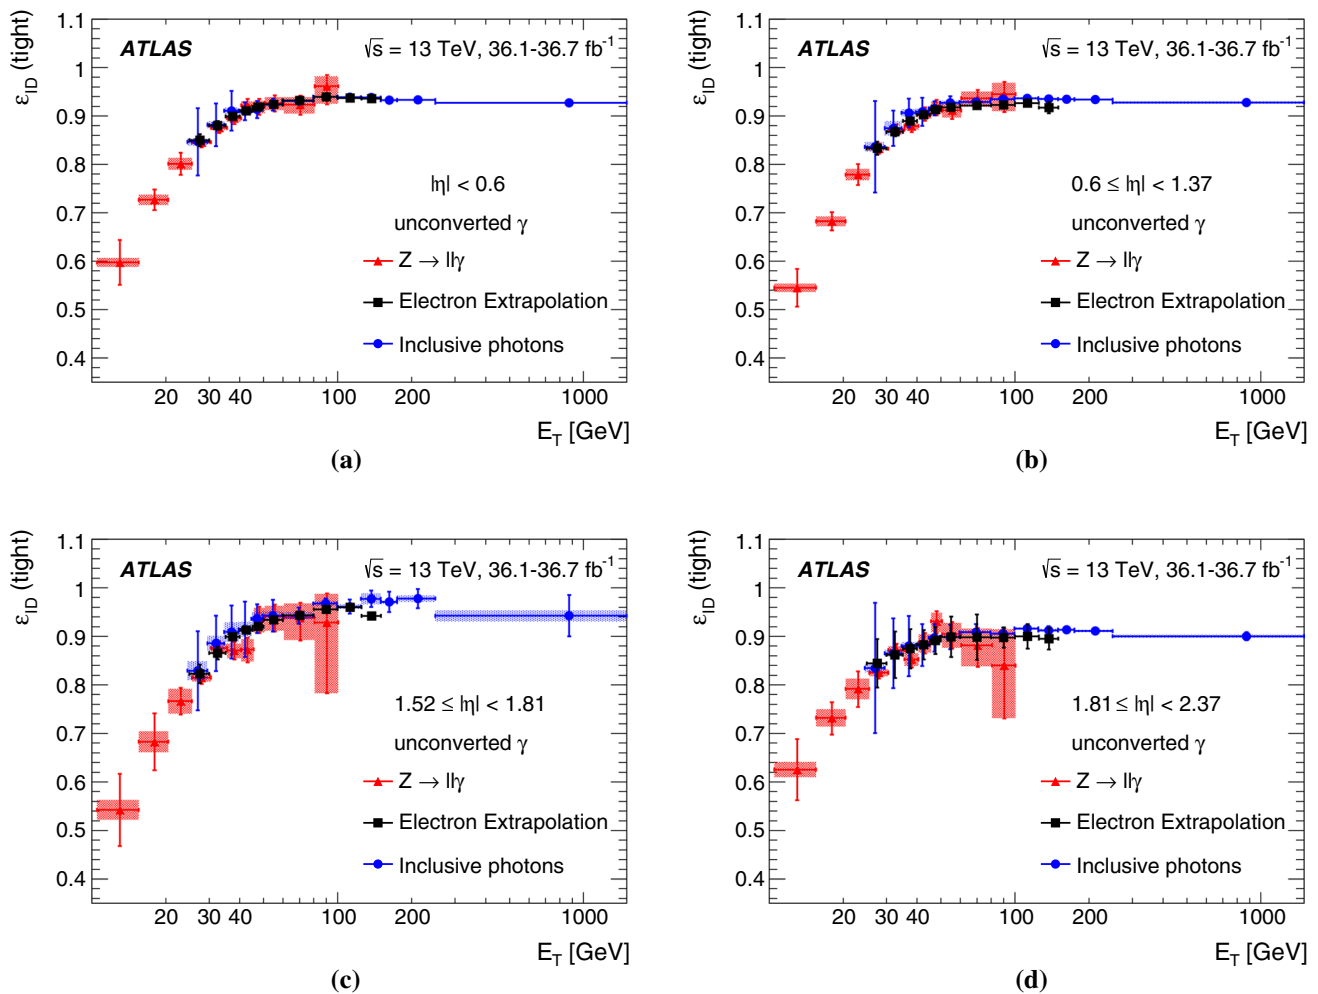 1.1
1
0.9
0.8
0.7
0.6
0.5
0.4
ε_ID (tight)
ATLAS
√s = 13 TeV, 36.1-36.7 fb⁻¹
|η| < 0.6
unconverted γ
Z → llγ
Electron Extrapolation
Inclusive photons
20 30 40 100 200 1000
E_T [GeV]
(a)
1.1
1
0.9
0.8
0.7
0.6
0.5
0.4
ε_ID (tight)
ATLAS
√s = 13 TeV, 36.1-36.7 fb⁻¹
0.6 ≤ |η| < 1.37
unconverted γ
Z → llγ
Electron Extrapolation
Inclusive photons
20 30 40 100 200 1000
E_T [GeV]
(b)
1.1
1
0.9
0.8
0.7
0.6
0.5
0.4
ε_ID (tight)
ATLAS
√s = 13 TeV, 36.1-36.7 fb⁻¹
1.52 ≤ |η| < 1.81
unconverted γ
Z → llγ
Electron Extrapolation
Inclusive photons
20 30 40 100 200 1000
E_T [GeV]
(c)
1.1
1
0.9
0.8
0.7
0.6
0.5
0.4
ε_ID (tight)
ATLAS
√s = 13 TeV, 36.1-36.7 fb⁻¹
1.81 ≤ |η| < 2.37
unconverted γ
Z → llγ
Electron Extrapolation
Inclusive photons
20 30 40 100 200 1000
E_T [GeV]
(d)